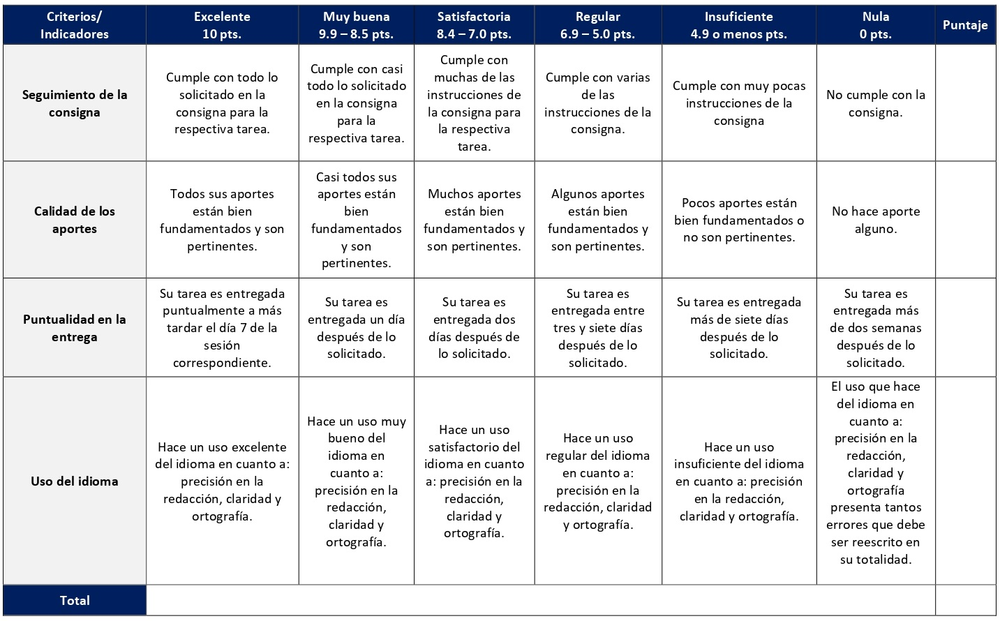 Criterios/
Indicadores
Excelente
10 pts.
Muy buena
9.9 – 8.5 pts.
Satisfactoria
8.4 – 7.0 pts.
Regular
6.9 – 5.0 pts.
Insuficiente
4.9 o menos pts.
Nula
0 pts.
Puntaje
Seguimiento de la
consigna
Cumple con todo lo
solicitado en la
consigna para la
respectiva tarea.
Cumple con casi
todo lo solicitado
en la consigna
para la
respectiva tarea.
Cumple con
muchas de las
instrucciones de
la consigna para
la respectiva
tarea.
Cumple con varias
de las
instrucciones de la
consigna.
Cumple con muy pocas
instrucciones de la
consigna
No cumple con la
consigna.
Calidad de los
aportes
Todos sus aportes
están bien
fundamentados y son
pertinentes.
Casi todos sus
aportes están
bien
fundamentados
y son
pertinentes.
Muchos aportes
están bien
fundamentados y
son pertinentes.
Algunos aportes
están bien
fundamentados y
son pertinentes.
Pocos aportes están
bien fundamentados o
no son pertinentes.
No hace aporte
alguno.
Puntualidad en la
entrega
Su tarea es entregada
puntualmente a más
tardar el día 7 de la
sesión
correspondiente.
Su tarea es
entregada un día
después de lo
solicitado.
Su tarea es
entregada dos
días después de
lo solicitado.
Su tarea es
entregada entre
tres y siete días
después de lo
solicitado.
Su tarea es entregada
más de siete días
después de lo
solicitado.
Su tarea es
entregada más
de dos semanas
después de lo
solicitado.
Uso del idioma
Hace un uso excelente
del idioma en cuanto a:
precisión en la
redacción, claridad y
ortografía.
Hace un uso muy
bueno del
idioma en
cuanto a:
precisión en la
redacción,
claridad y
ortografía.
Hace un uso
satisfactorio del
idioma en cuanto
a: precisión en la
redacción,
claridad y
ortografía.
Hace un uso
regular del idioma
en cuanto a:
precisión en la
redacción, claridad
y ortografía.
Hace un uso
insuficiente del idioma
en cuanto a: precisión
en la redacción,
claridad y ortografía.
El uso que hace
del idioma en
cuanto a:
precisión en la
redacción,
claridad y
ortografía
presenta tantos
errores que debe
ser reescrito en
su totalidad.
Total